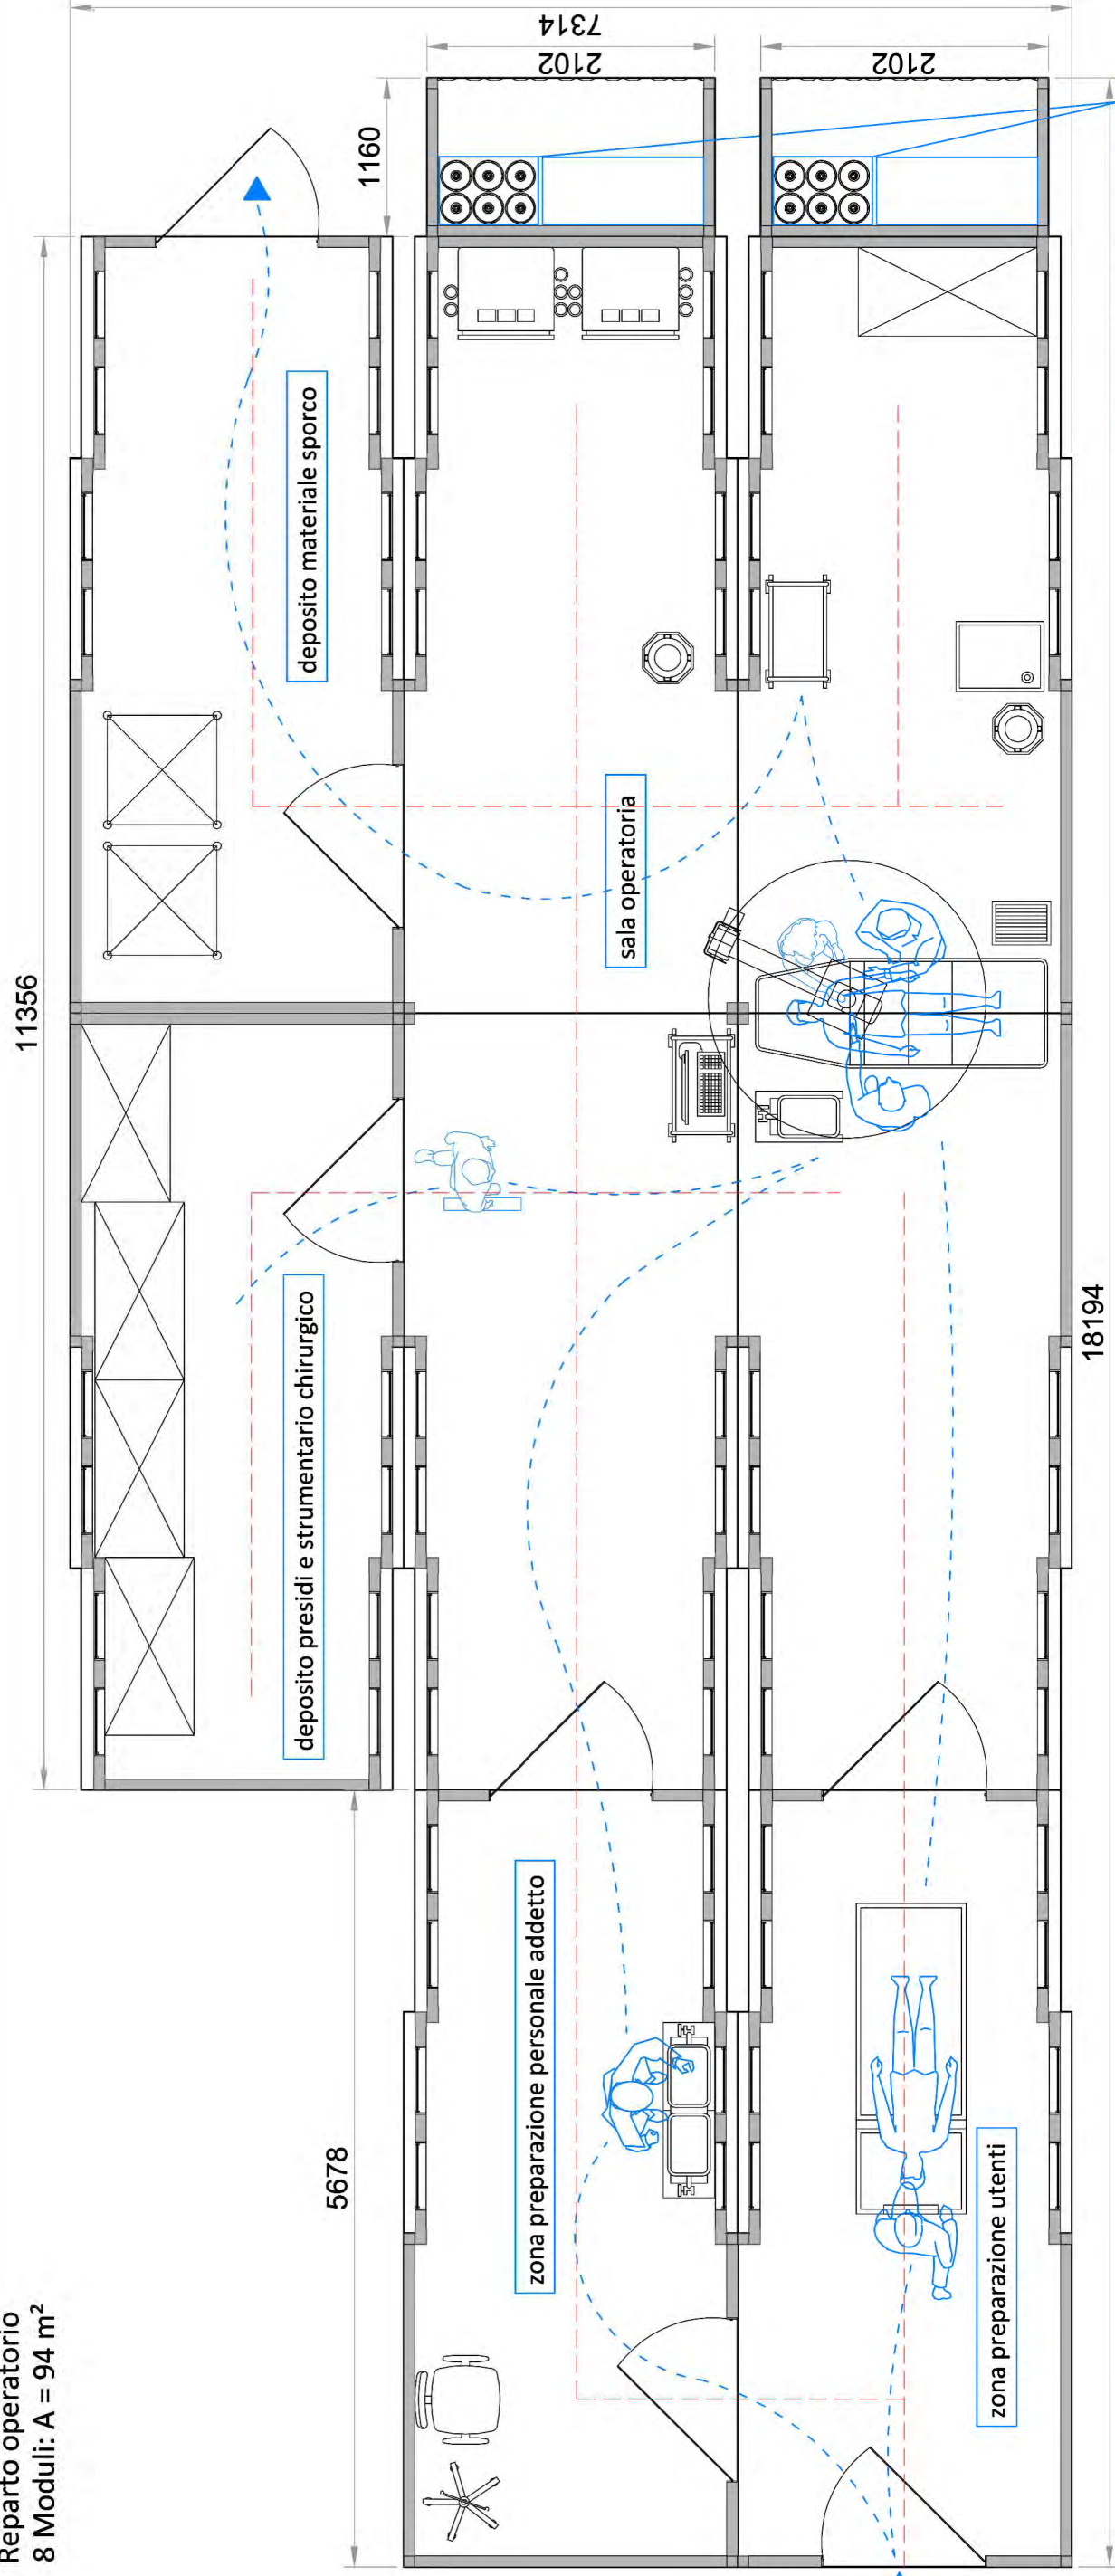 Reparto operatorio
8 Moduli: A = 94 m²
11356
5678
1160
7314
2102
2102
18194
deposito presidi e strumentario chirurgico
deposito materiale sporco
sala operatoria
zona preparazione personale addetto
zona preparazione utenti